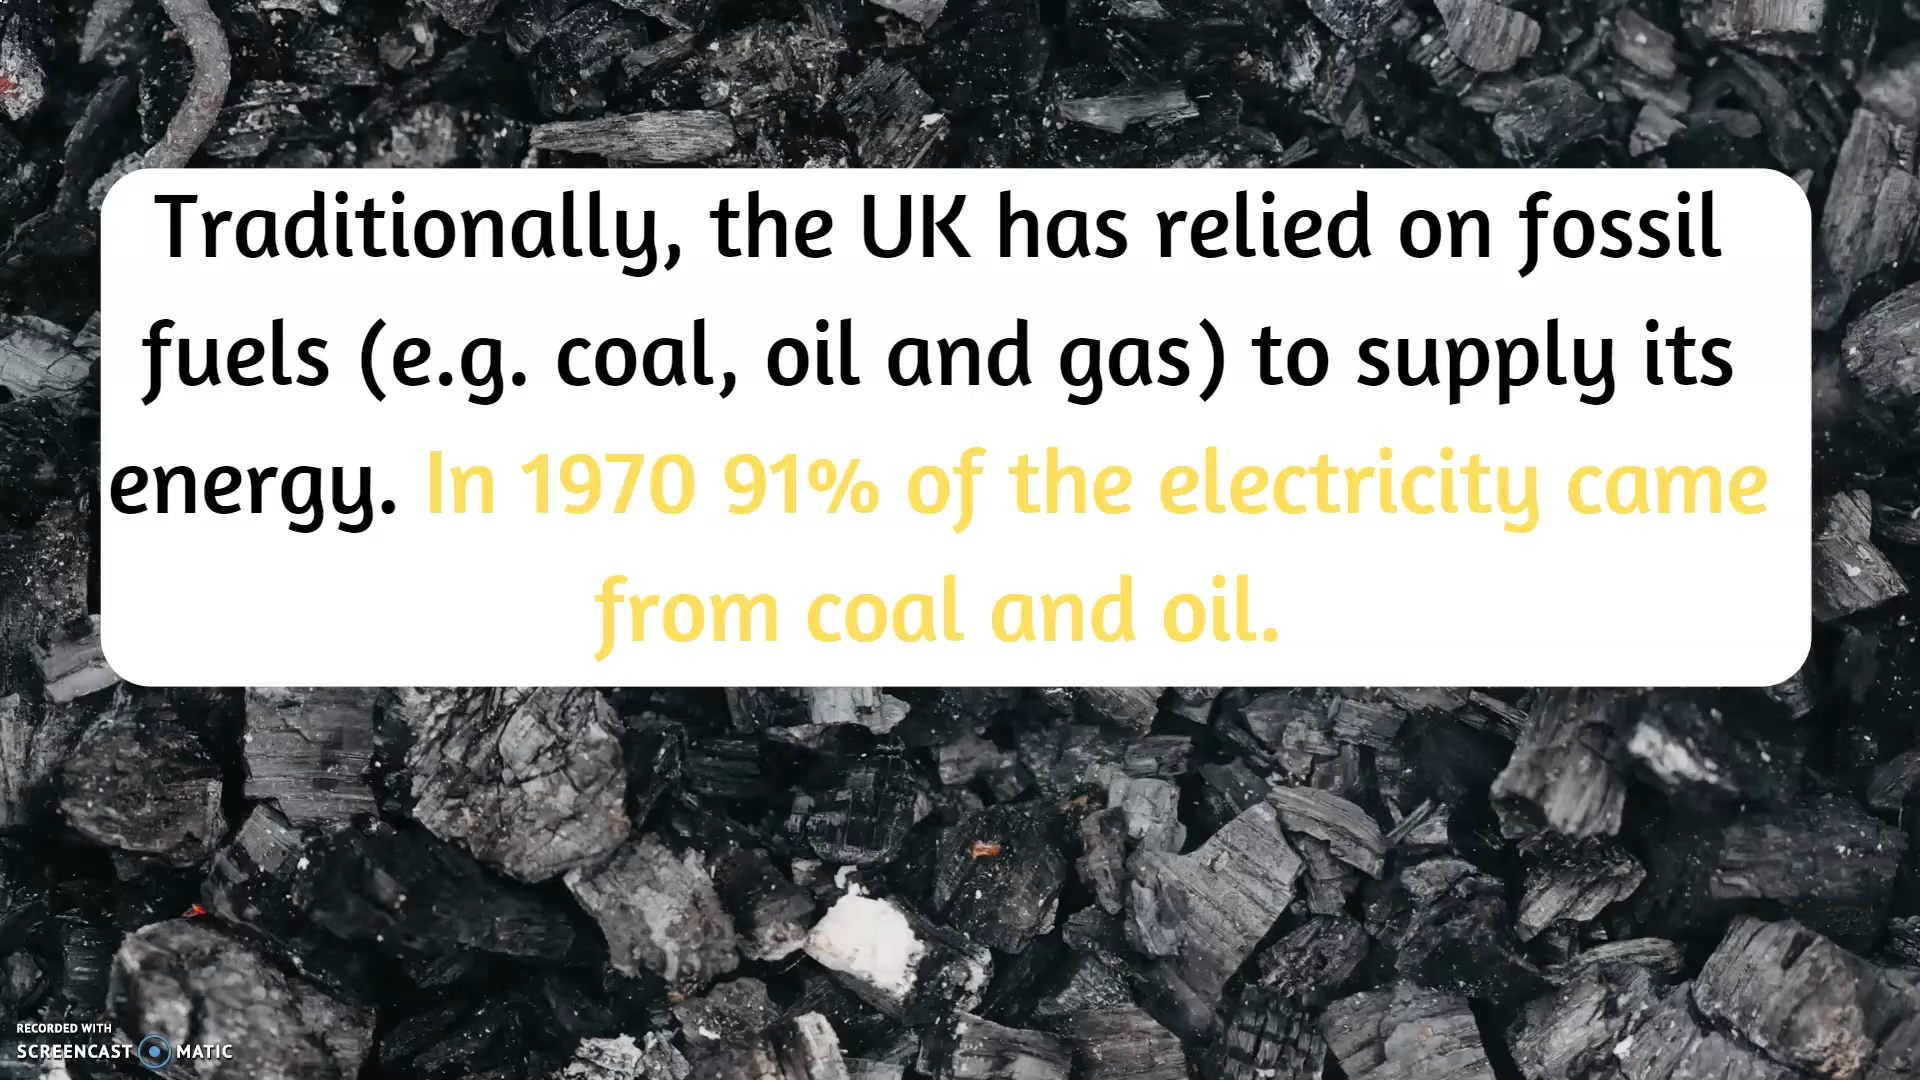 Traditionally, the UK has relied on fossil
fuels (e.g. coal, oil and gas) to supply its
energy. In 1970 91% of the electricity came
from coal and oil.
RECORDED WITH
SCREENCAST MATIC